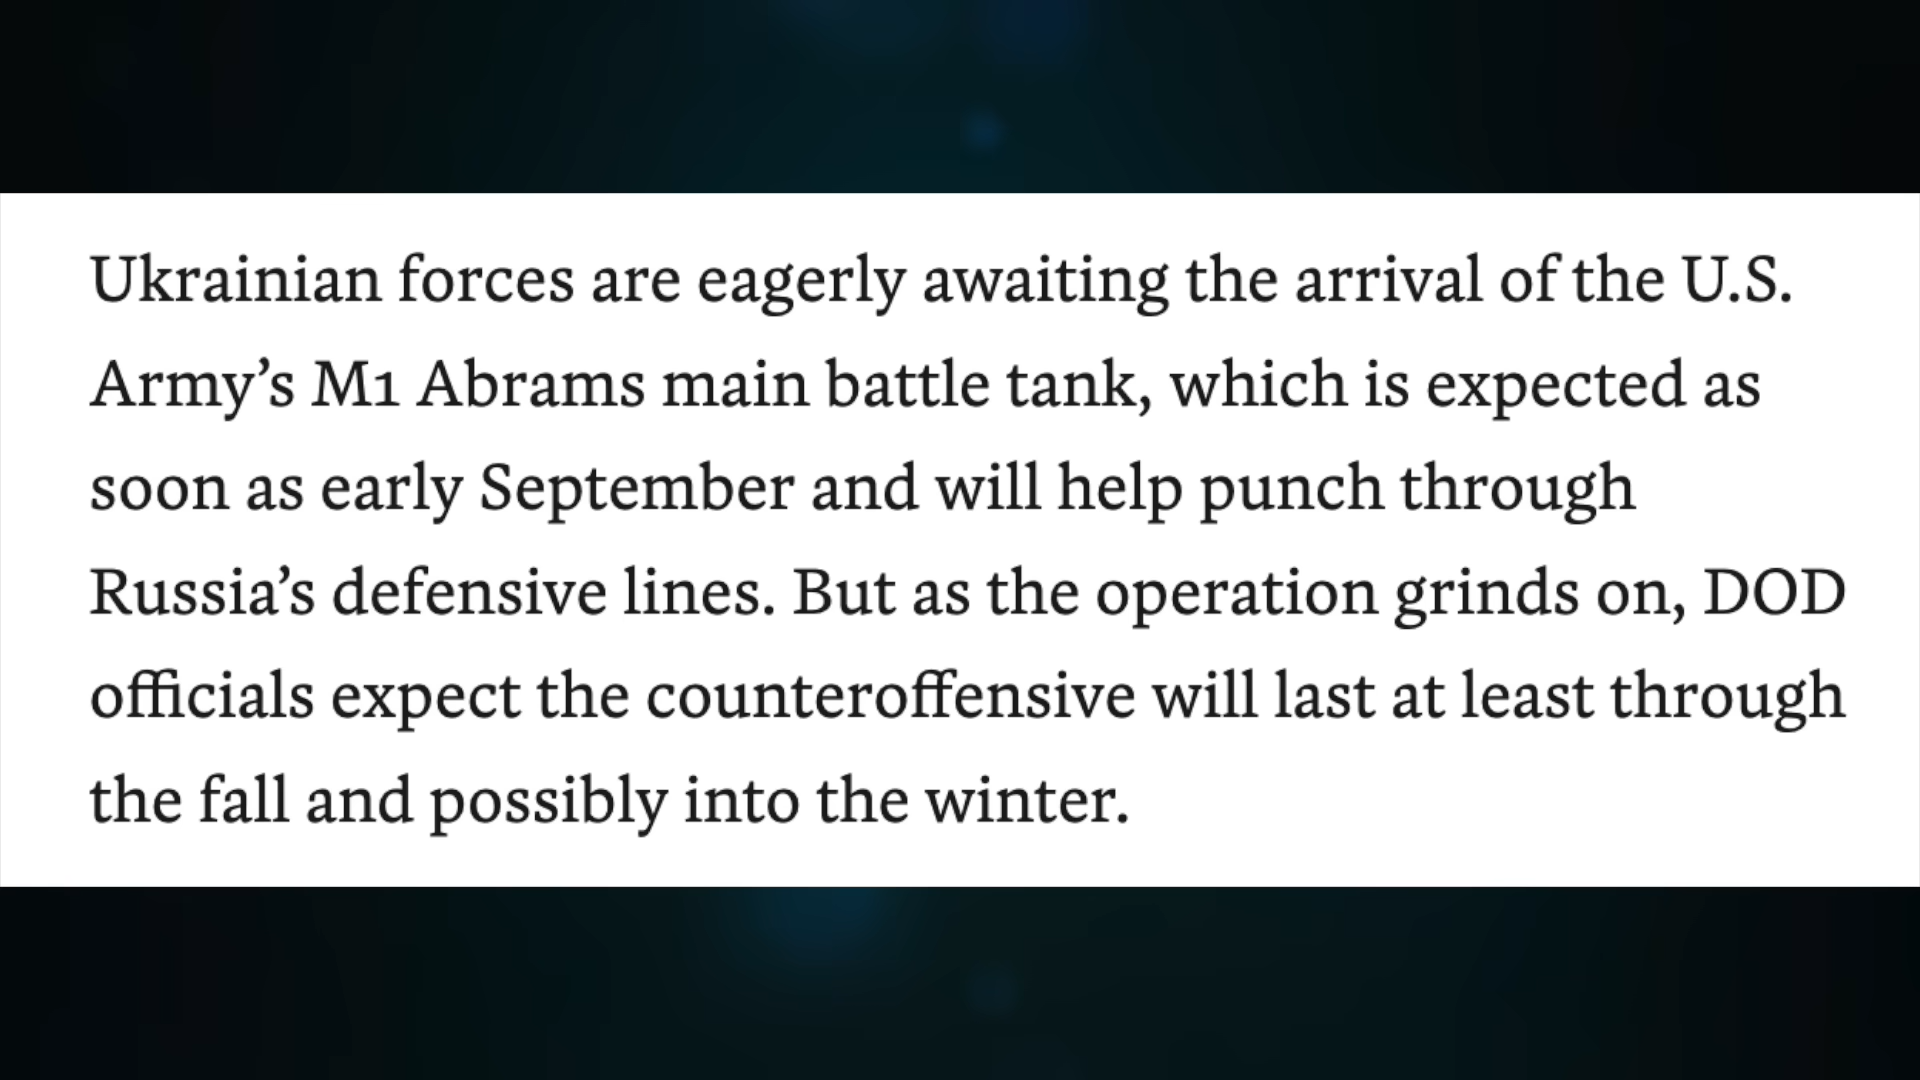 Ukrainian forces are eagerly awaiting the arrival of the U.S.
Army’s M1 Abrams main battle tank, which is expected as
soon as early September and will help punch through
Russia’s defensive lines. But as the operation grinds on, DOD
officials expect the counteroffensive will last at least through
the fall and possibly into the winter.